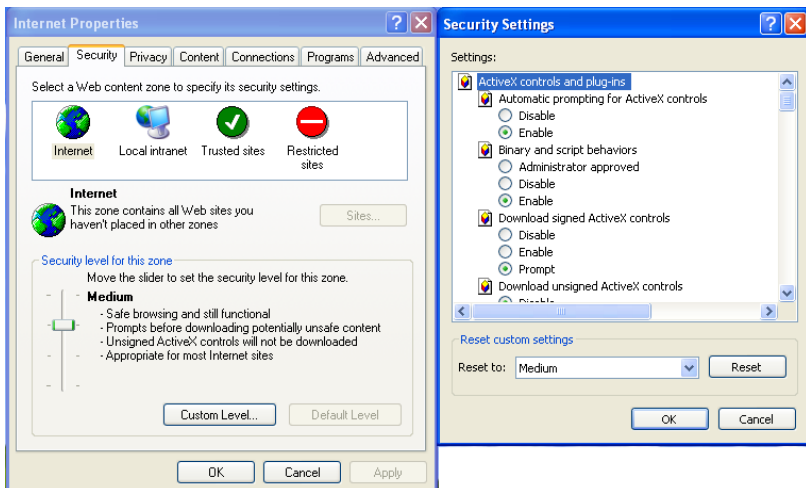 Internet Properties
General Security Privacy Content Connections Programs Advanced
Select a Web content zone to specify its security settings.
Internet Local intranet Trusted sites Restricted
sites
Internet
This zone contains all Web sites you
haven't placed in other zones
Sites...
Security level for this zone
Move the slider to set the security level for this zone.
Medium
- Safe browsing and still functional
- Prompts before downloading potentially unsafe content
- Unsigned ActiveX controls will not be downloaded
- Appropriate for most Internet sites
Custom Level... Default Level
OK Cancel Apply
Security Settings
Settings:
ActiveX controls and plug-ins
Automatic prompting for ActiveX controls
Disable
Enable
Binary and script behaviors
Administrator approved
Disable
Enable
Download signed ActiveX controls
Disable
Enable
Prompt
Download unsigned ActiveX controls
Disable
Reset custom settings
Reset to: Medium Reset
OK Cancel